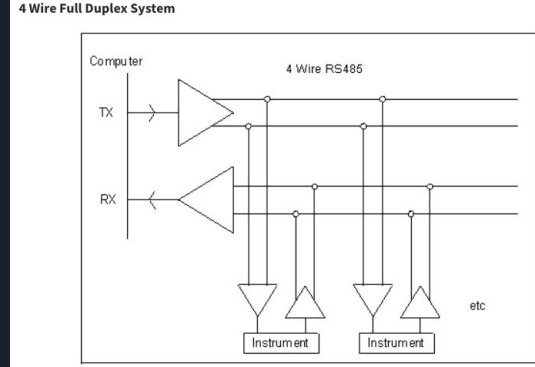 4 Wire Full Duplex System
Computer
4 Wire RS485
TX
RX
etc
Instrument
Instrument